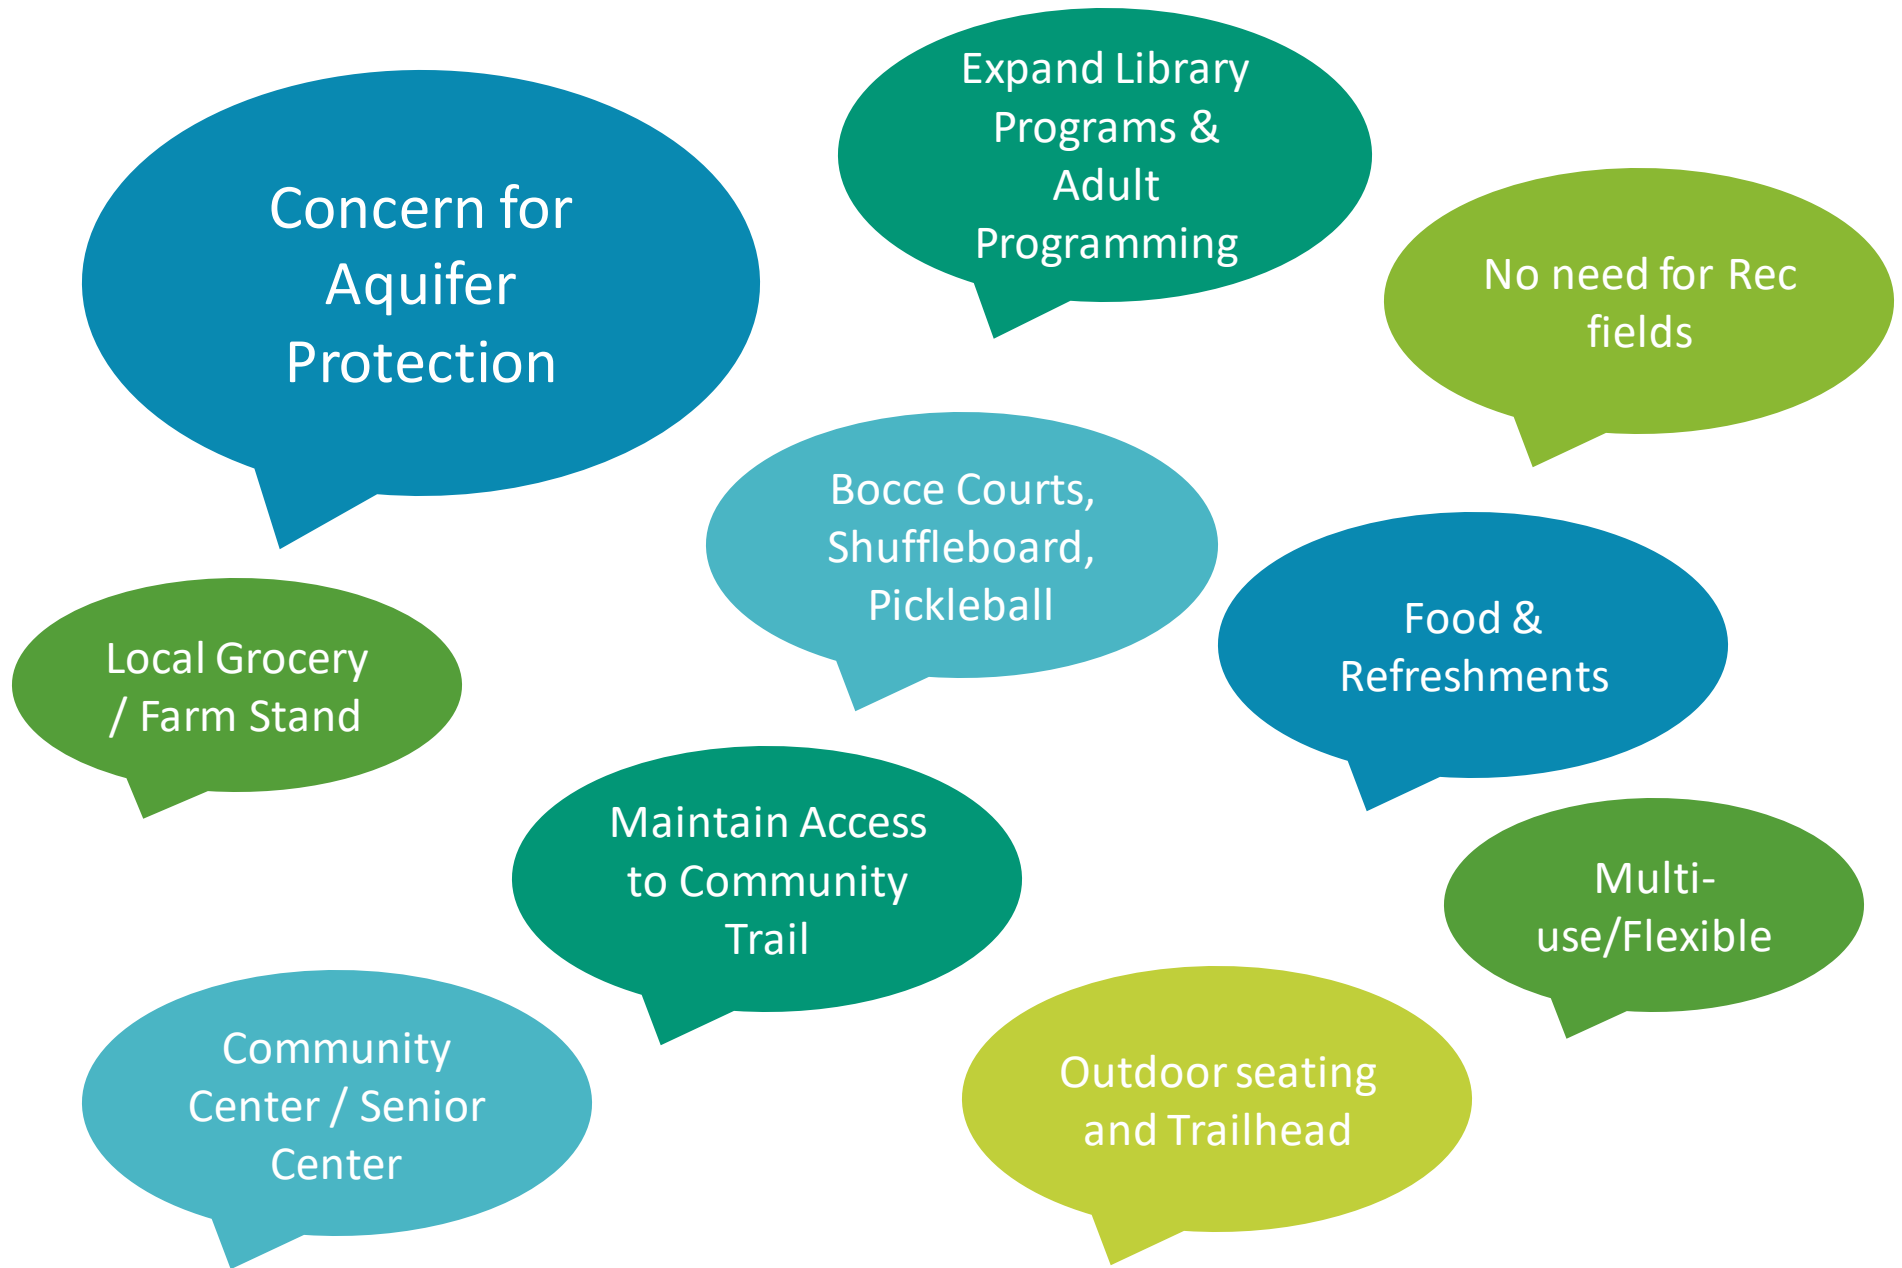 Concern for
Aquifer
Protection
Expand Library
Programs &
Adult
Programming
No need for Rec
fields
Bocce Courts,
Shuffleboard,
Pickleball
Food &
Refreshments
Local Grocery
/ Farm Stand
Maintain Access
to Community
Trail
Multi-
use/Flexible
Community
Center / Senior
Center
Outdoor seating
and Trailhead